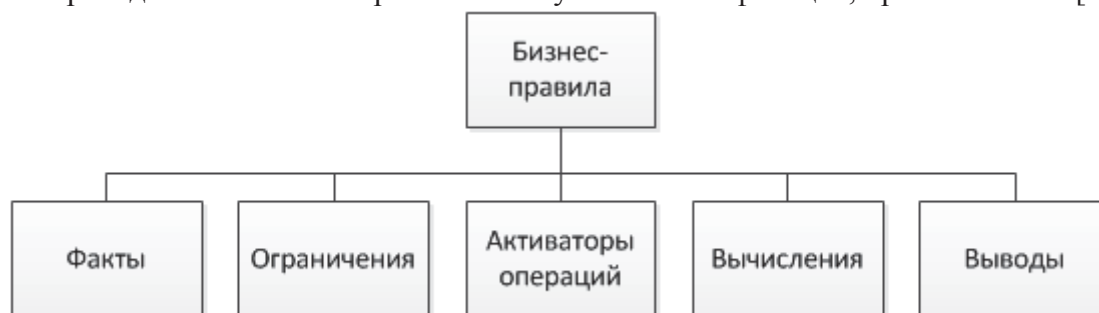 Бизнес-
правила
Факты
Ограничения
Активаторы
операций
Вычисления
Выводы